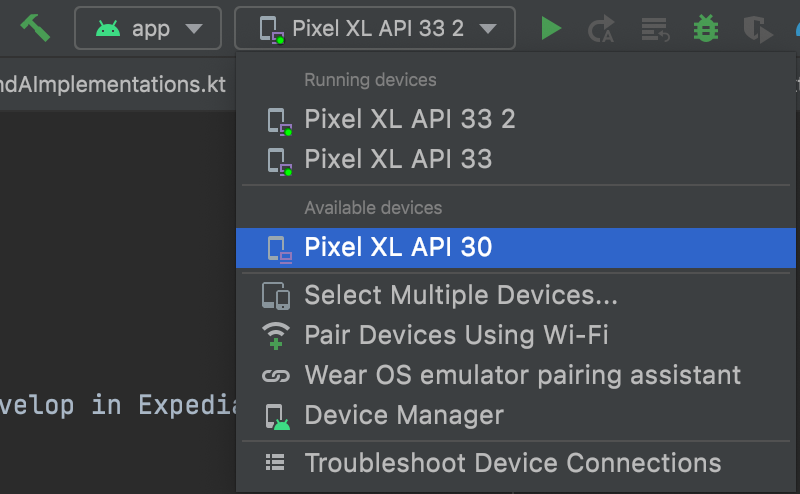 app
Pixel XL API 33 2
ndAImplementations.kt
Running devices
Pixel XL API 33 2
Pixel XL API 33
Available devices
Pixel XL API 30
Select Multiple Devices...
Pair Devices Using Wi-Fi
Wear OS emulator pairing assistant
velop in Expedia
Device Manager
Troubleshoot Device Connections